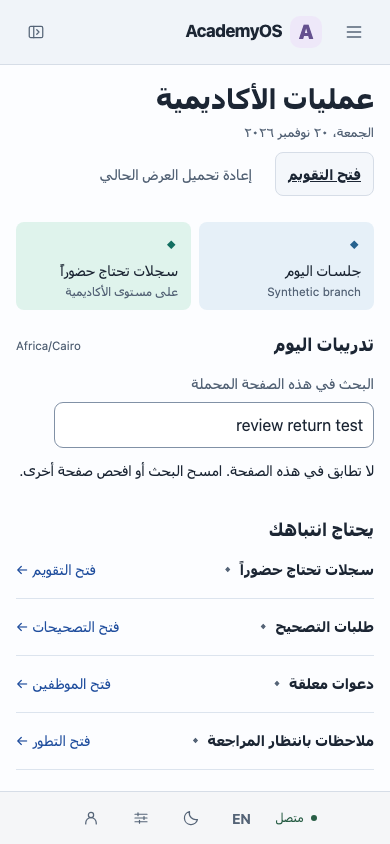 A AcademyOS
عمليات الأكاديمية
الجمعة، ٢٠ نوفمبر ٢٠٢٦
فتح التقويم
إعادة تحميل العرض الحالي
جلسات اليوم
Synthetic branch
سجلات تحتاج حضوراً
على مستوى الأكاديمية
تدريبات اليوم
Africa/Cairo
البحث في هذه الصفحة المحملة
review return test
لا تطابق في هذه الصفحة. امسح البحث أو افحص صفحة أخرى.
يحتاج انتباهك
سجلات تحتاج حضوراً
فتح التقويم ←
طلبات التصحيح
فتح التصحيحات ←
دعوات معلقة
فتح الموظفين ←
ملاحظات بانتظار المراجعة
فتح التطور ←
متصل
EN